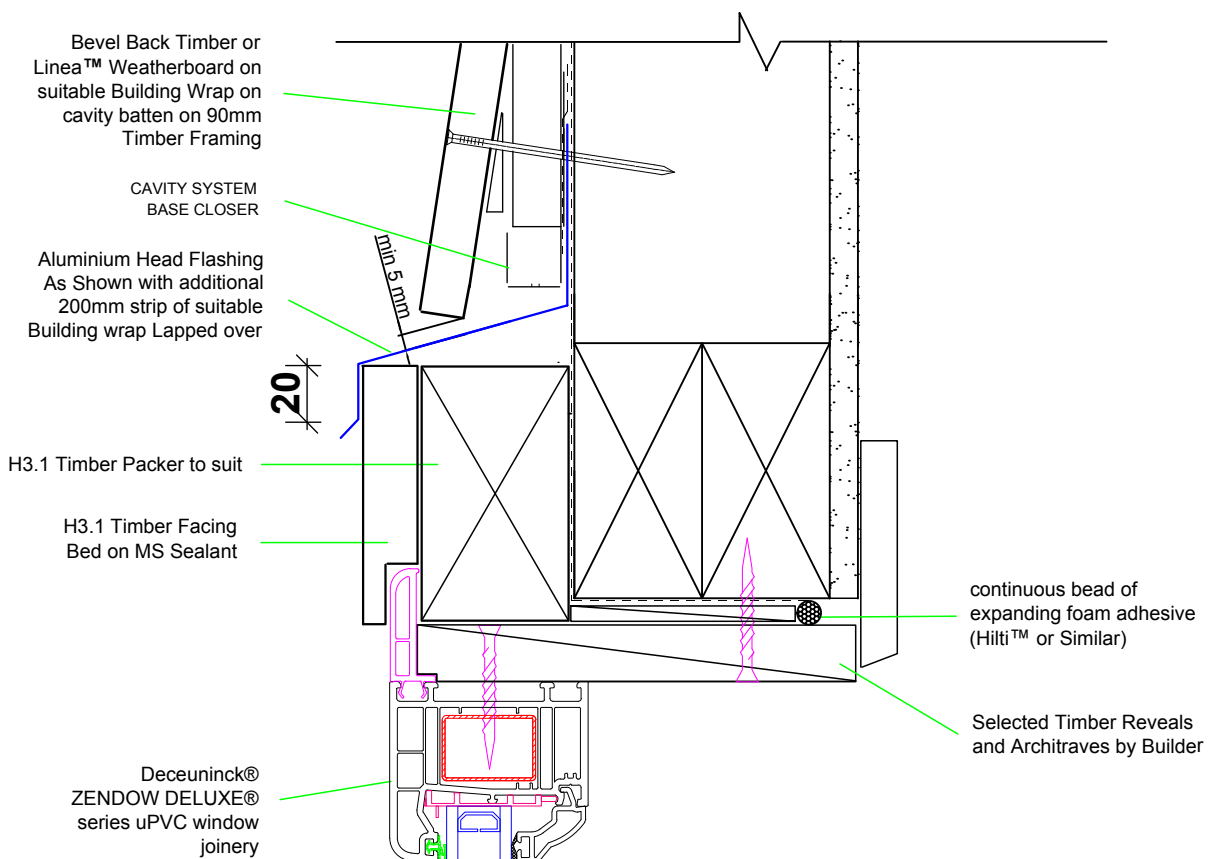 Bevel Back Timber or
Linea™ Weatherboard on
suitable Building Wrap on
cavity batten on 90mm
Timber Framing
CAVITY SYSTEM
BASE CLOSER
Aluminium Head Flashing
As Shown with additional
200mm strip of suitable
Building wrap Lapped over
min 5 mm
20
H3.1 Timber Packer to suit
H3.1 Timber Facing
Bed on MS Sealant
continuous bead of
expanding foam adhesive
(Hilti™ or Similar)
Selected Timber Reveals
and Architraves by Builder
Deceuninck®
ZENDOW DELUXE®
series uPVC window
joinery